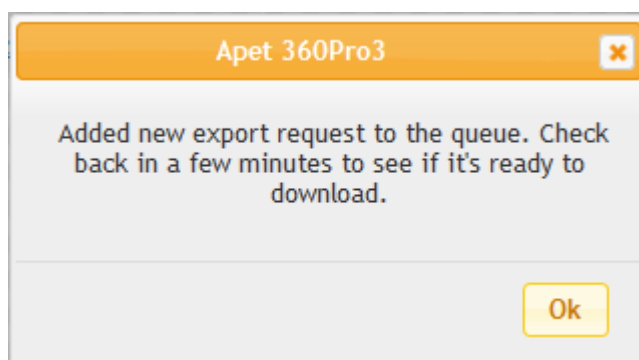 Apet 360Pro3
Added new export request to the queue. Check
back in a few minutes to see if it's ready to
download.
Ok